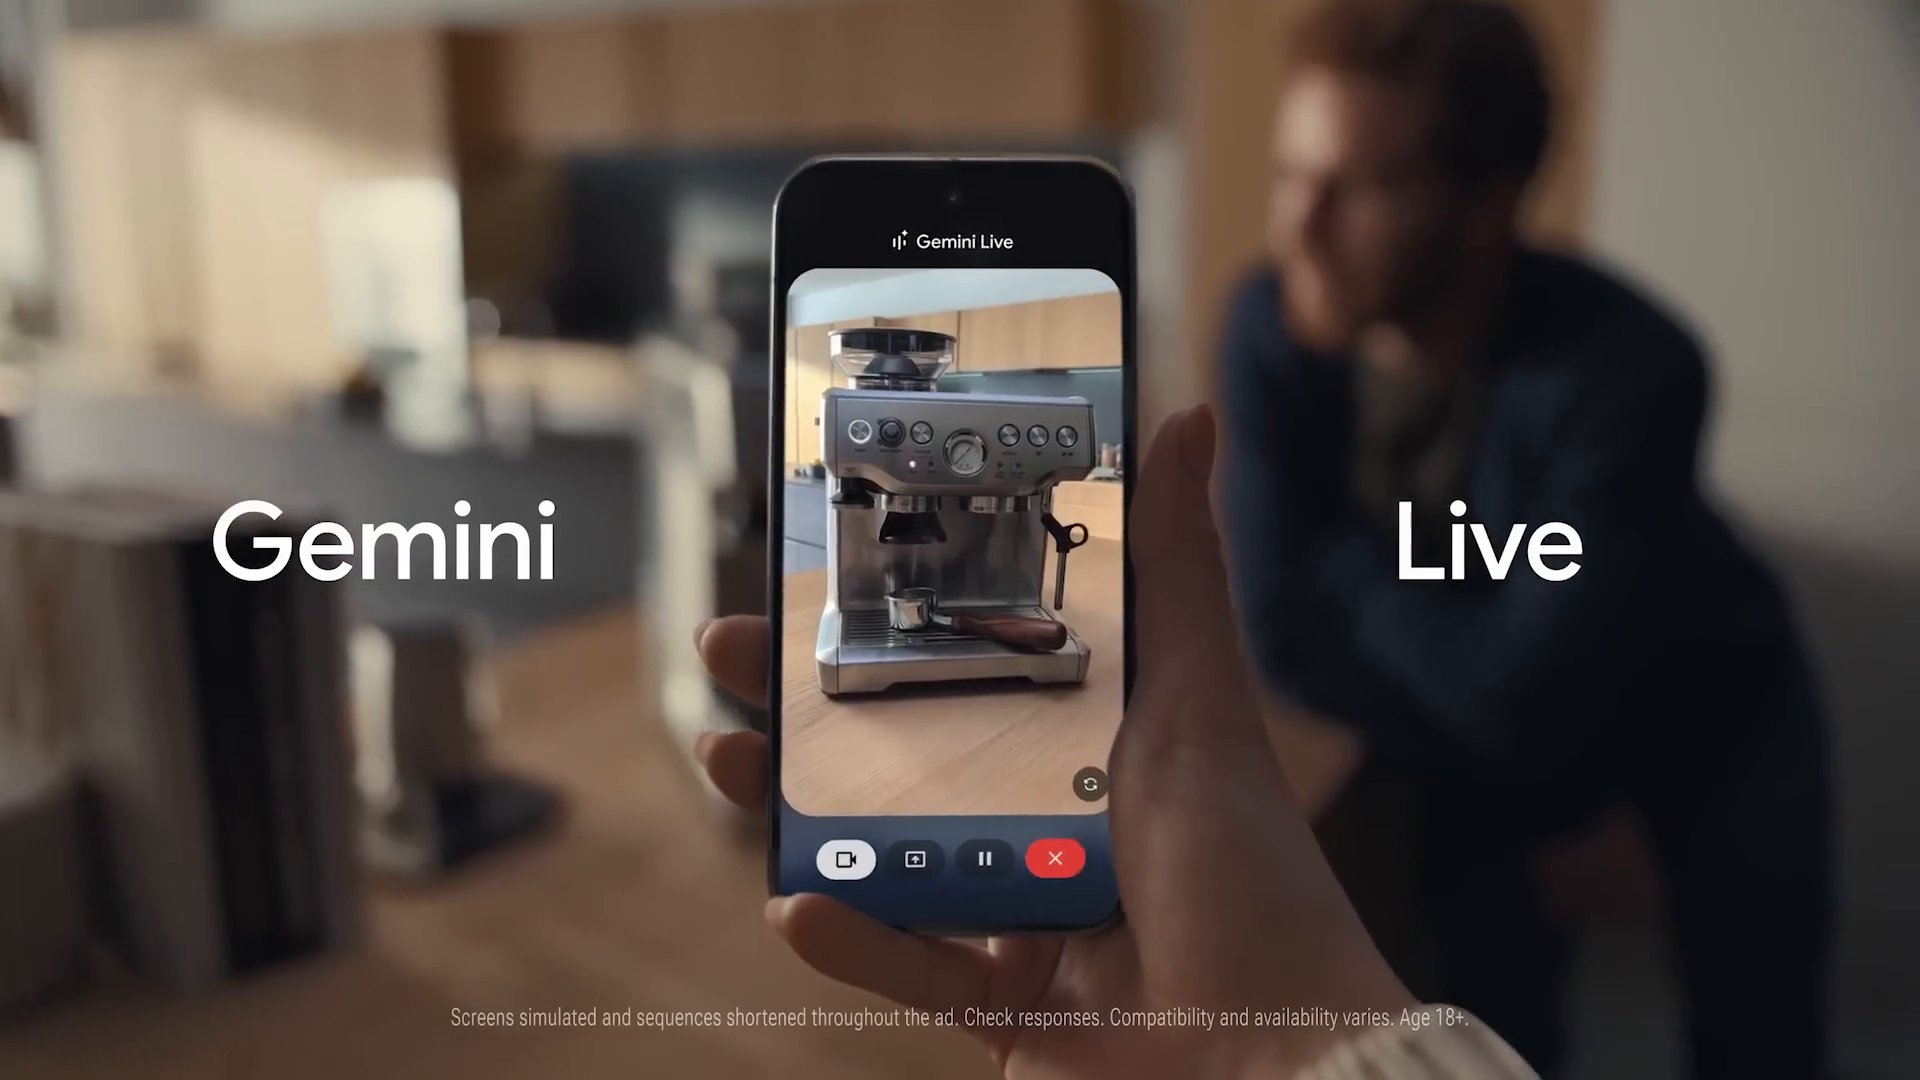 Gemini Live
Gemini Live
Screens simulated and sequences shortened throughout the ad. Check responses. Compatibility and availability varies. Age 18+.